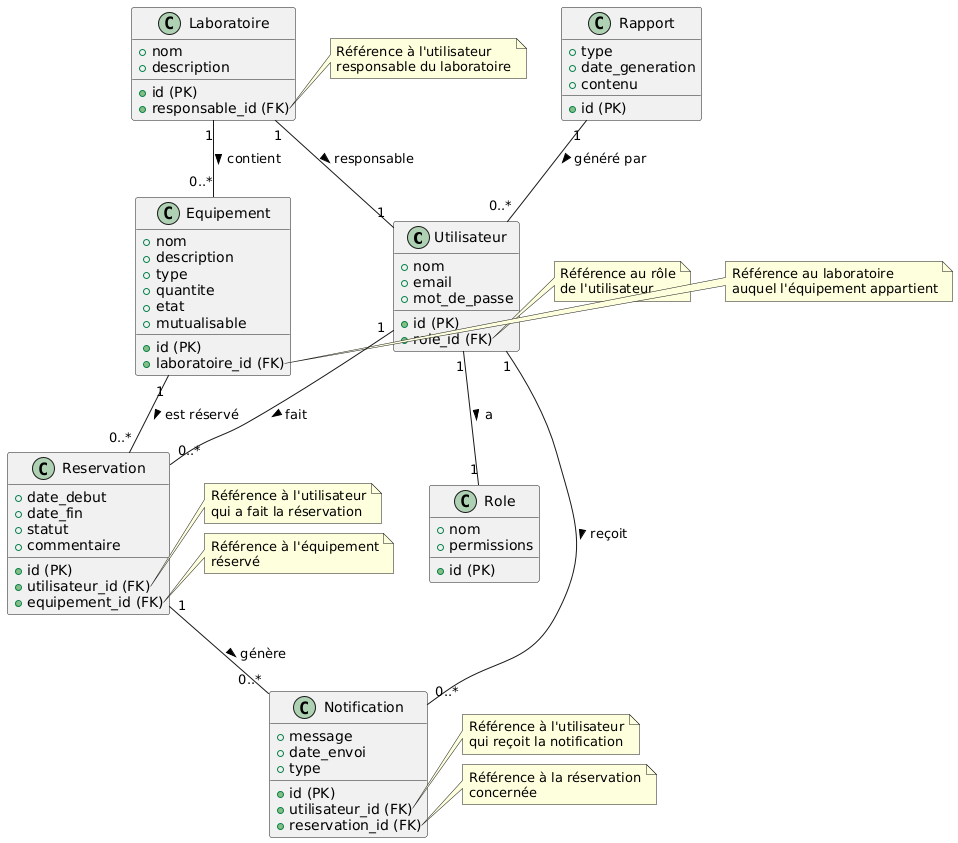 C Laboratoire
nom
description
id (PK)
responsable_id (FK)
Référence à l'utilisateur
responsable du laboratoire
C Rapport
type
date_generation
contenu
id (PK)
1
contient
0..*
1
responsable
1
1
généré par
0..*
C Equipement
nom
description
type
quantite
etat
mutualisable
id (PK)
laboratoire_id (FK)
C Utilisateur
nom
email
mot_de_passe
id (PK)
role_id (FK)
Référence au rôle
de l'utilisateur
Référence au laboratoire
auquel l'équipement appartient
1
est réservé
0..*
1
fait
0..*
1
a
1
1
reçoit
0..*
C Reservation
date_debut
date_fin
statut
commentaire
id (PK)
utilisateur_id (FK)
equipement_id (FK)
Référence à l'utilisateur
qui a fait la réservation
Référence à l'équipement
réservé
C Role
nom
permissions
id (PK)
1
génère
0..*
C Notification
message
date_envoi
type
id (PK)
utilisateur_id (FK)
reservation_id (FK)
Référence à l'utilisateur
qui reçoit la notification
Référence à la réservation
concernée